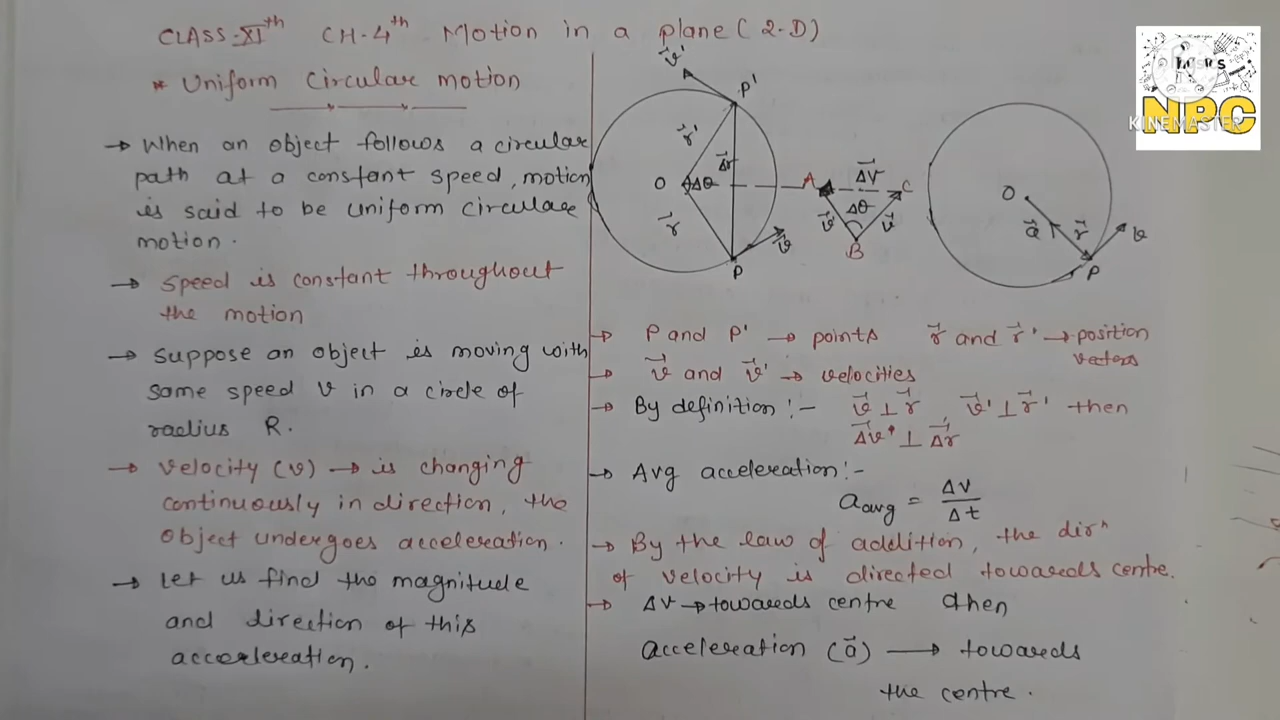 CLASS-XIth CH-4th Motion in a plane (2-D)
* Uniform Circular motion
→ When an object follows a circular
path at a constant speed, motion
is said to be uniform circular
motion.
→ Speed is constant throughout
the motion
→ Suppose an object is moving with
same speed v in a circle of
radius R.
→ Velocity (v) → is changing
continuously in direction, the
object undergoes acceleration.
→ Let us find the magnitude
and direction of this
accerleration.
v⃗'
P'
r⃗'
Δr⃗
O Δθ
r⃗
P
v⃗
A Δv⃗ C
Δθ
v⃗' v⃗
B
O
a⃗ r⃗ v
P
NPC
KINEMASTER
→ P and P' → points r⃗ and r⃗' → position
vectors
→ v⃗ and v⃗' → velocities
→ By definition :- v⃗ ⊥ r⃗, v⃗' ⊥ r⃗' then
Δv⃗ ⊥ Δr⃗
→ Avg acceleration :-
a_avg = Δv/Δt
→ By the law of addition, the dirⁿ
of velocity is directed towards centre.
→ Δv → towards centre then
acceleration (a⃗) → towards
the centre.